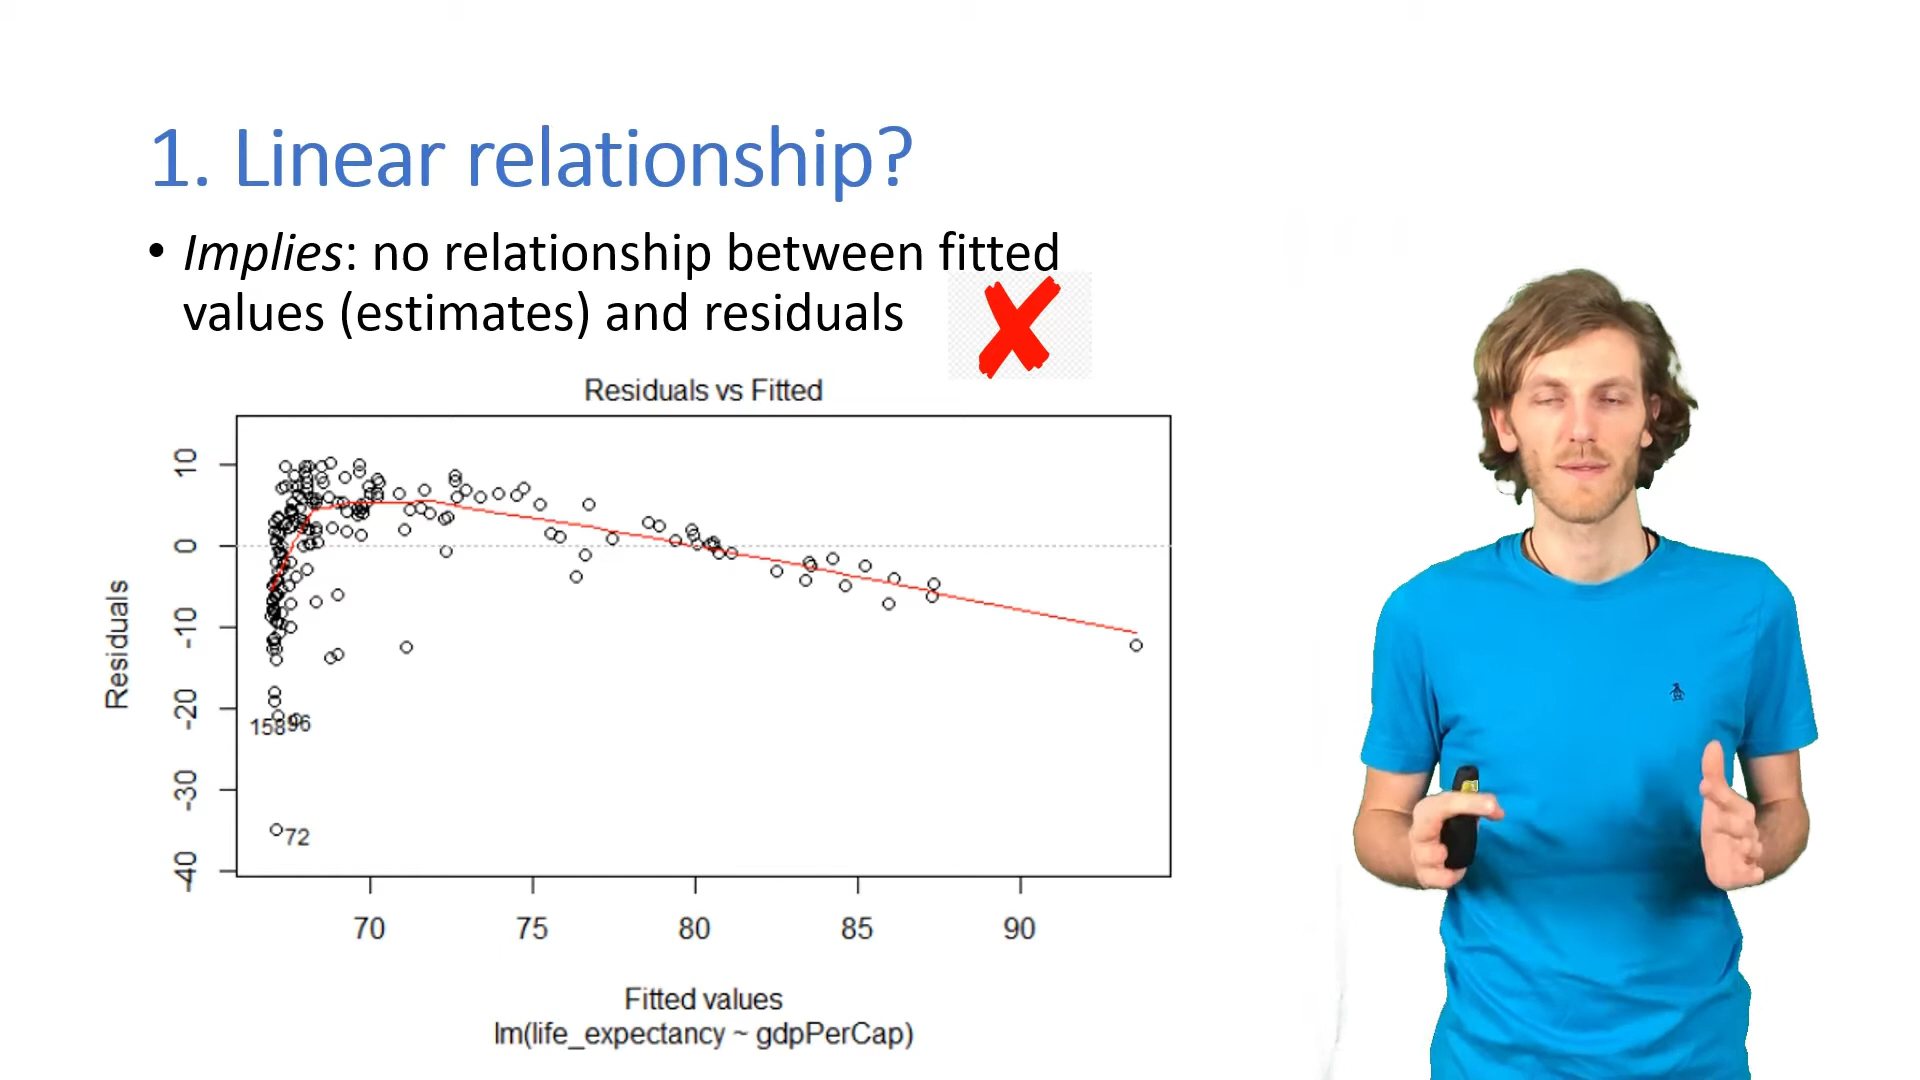 1. Linear relationship?
• Implies: no relationship between fitted
values (estimates) and residuals
Residuals vs Fitted
10
0
-10
-20
-30
-40
Residuals
158
96
72
70 75 80 85 90
Fitted values
lm(life_expectancy ~ gdpPerCap)